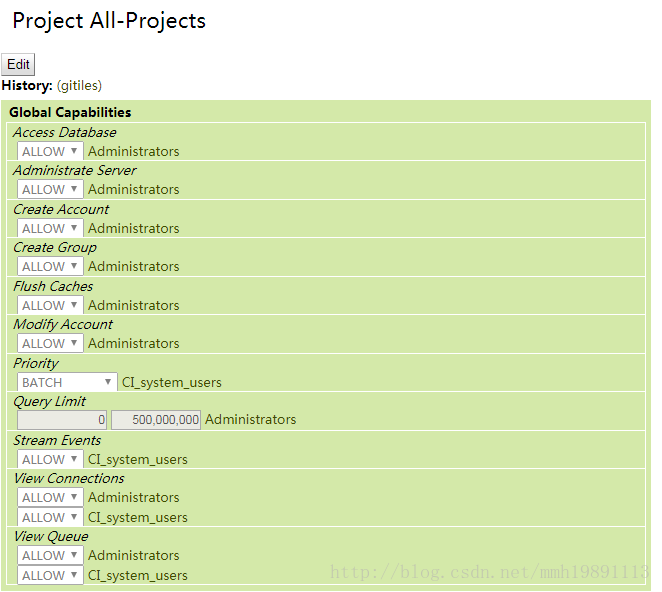 Project All-Projects
Edit
History: (gitiles)
Global Capabilities
Access Database
ALLOW Administrators
Administrate Server
ALLOW Administrators
Create Account
ALLOW Administrators
Create Group
ALLOW Administrators
Flush Caches
ALLOW Administrators
Modify Account
ALLOW Administrators
Priority
BATCH CI_system_users
Query Limit
0 500,000,000 Administrators
Stream Events
ALLOW CI_system_users
View Connections
ALLOW Administrators
ALLOW CI_system_users
View Queue
ALLOW Administrators
ALLOW CI_system_users
http://blog.csdn.net/mmh19891113